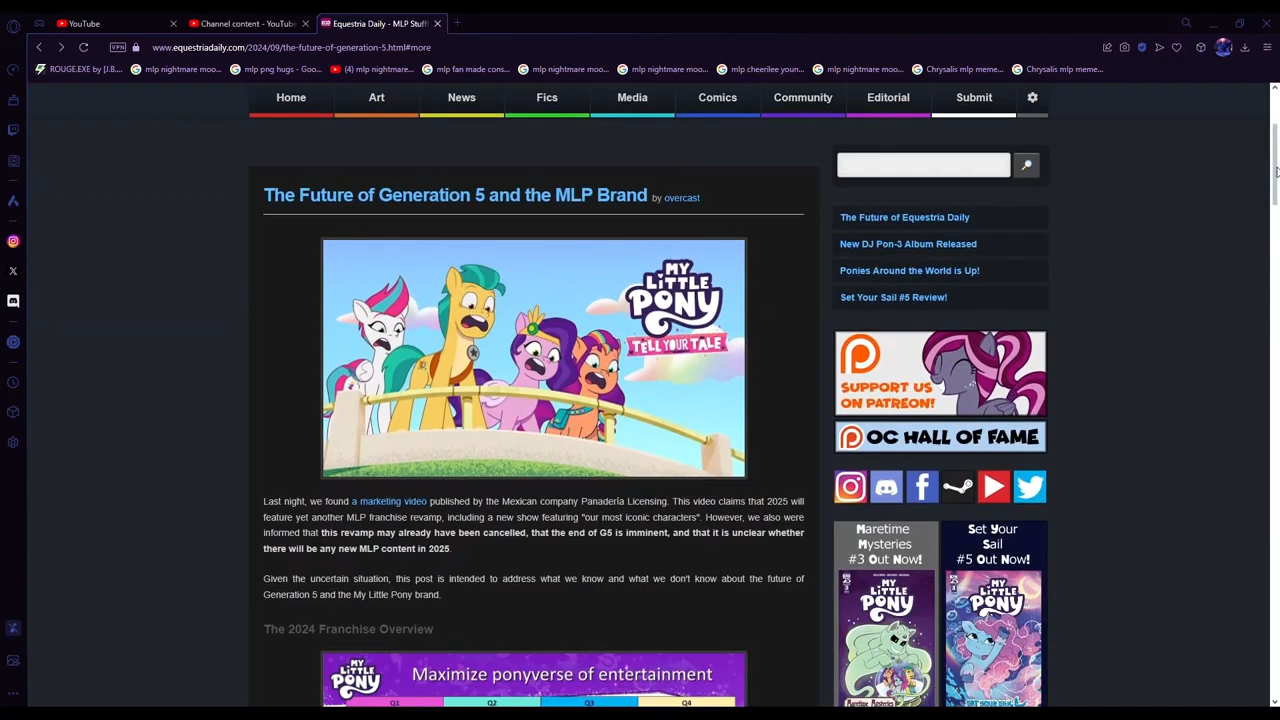 YouTube
Channel content - YouTube
Equestria Daily - MLP Stuff
VPN
www.equestriadaily.com/2024/09/the-future-of-generation-5.html#more
ROUGE.EXE by [J.B....
mlp nightmare moo...
mlp png hugs - Goo...
(4) mlp nightmare...
mlp fan made cons...
mlp nightmare moo...
mlp nightmare moo...
mlp cheerilee youn...
mlp nightmare moo...
Chrysalis mlp meme...
Chrysalis mlp meme...
Home
Art
News
Fics
Media
Comics
Community
Editorial
Submit
The Future of Generation 5 and the MLP Brand by overcast
MY
LITTLE
PONY
TELL YOUR TALE
Last night, we found a marketing video published by the Mexican company Panadería Licensing. This video claims that 2025 will
feature yet another MLP franchise revamp, including a new show featuring "our most iconic characters". However, we also were
informed that this revamp may already have been cancelled, that the end of G5 is imminent, and that it is unclear whether
there will be any new MLP content in 2025.
Given the uncertain situation, this post is intended to address what we know and what we don't know about the future of
Generation 5 and the My Little Pony brand.
The 2024 Franchise Overview
MY
LITTLE
PONY
Maximize ponyverse of entertainment
Q1
Q2
Q3
Q4
The Future of Equestria Daily
New DJ Pon-3 Album Released
Ponies Around the World is Up!
Set Your Sail #5 Review!
SUPPORT US
ON PATREON!
OC HALL OF FAME
Maretime
Mysteries
#3 Out Now!
MY
LITTLE
PONY
Maretime Mysteries
Set Your
Sail
#5 Out Now!
MY
LITTLE
PONY